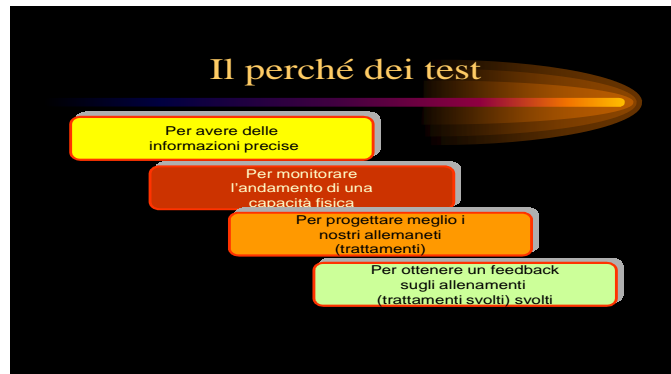 Il perché dei test
Per avere delle
informazioni precise
Per monitorare
l'andamento di una
capacità fisica
Per progettare meglio i
nostri allemaneti
(trattamenti)
Per ottenere un feedback
sugli allenamenti
(trattamenti svolti) svolti